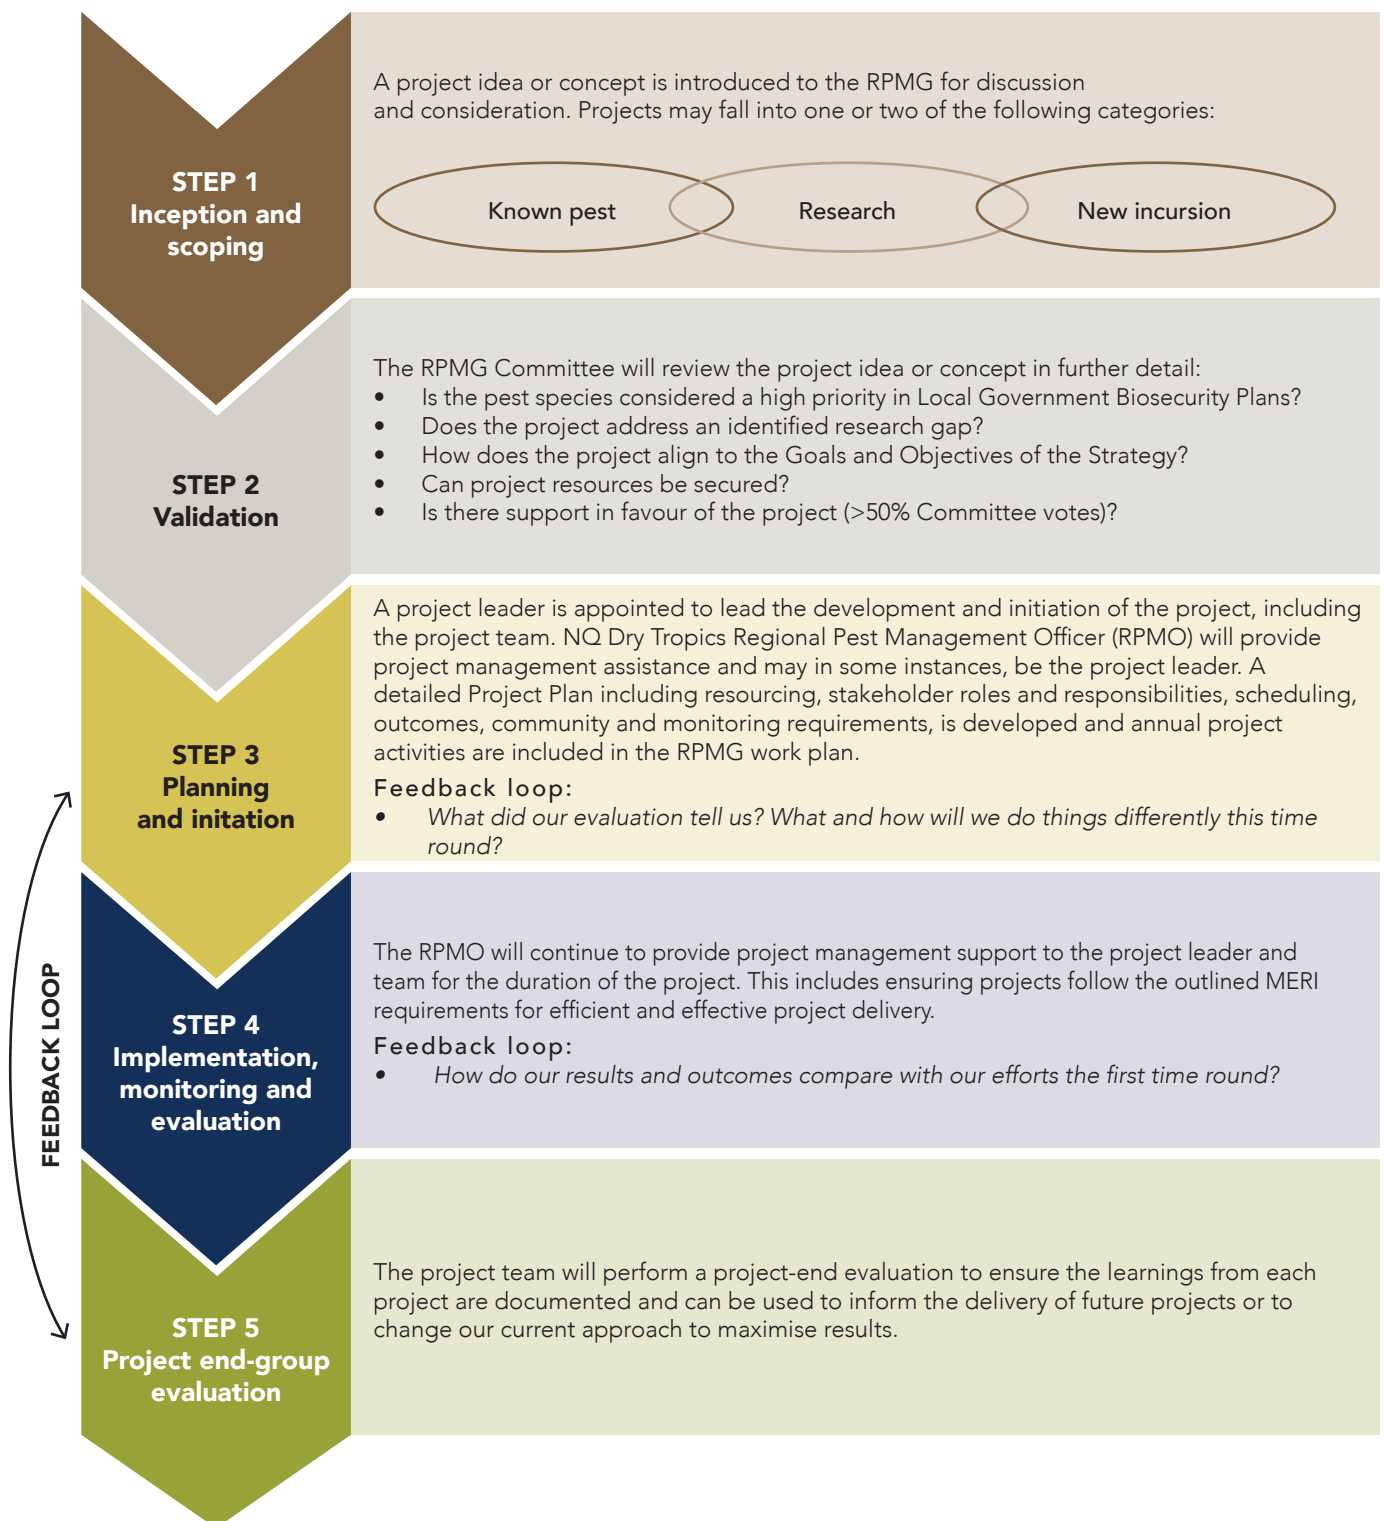 A project idea or concept is introduced to the RPMG for discussion
and consideration. Projects may fall into one or two of the following categories:
STEP 1
Inception and
scoping
Known pest
Research
New incursion
The RPMG Committee will review the project idea or concept in further detail:
• Is the pest species considered a high priority in Local Government Biosecurity Plans?
• Does the project address an identified research gap?
• How does the project align to the Goals and Objectives of the Strategy?
• Can project resources be secured?
• Is there support in favour of the project (>50% Committee votes)?
STEP 2
Validation
A project leader is appointed to lead the development and initiation of the project, including
the project team. NQ Dry Tropics Regional Pest Management Officer (RPMO) will provide
project management assistance and may in some instances, be the project leader. A
detailed Project Plan including resourcing, stakeholder roles and responsibilities, scheduling,
outcomes, community and monitoring requirements, is developed and annual project
activities are included in the RPMG work plan.
Feedback loop:
• What did our evaluation tell us? What and how will we do things differently this time
round?
STEP 3
Planning
and initation
The RPMO will continue to provide project management support to the project leader and
team for the duration of the project. This includes ensuring projects follow the outlined MERI
requirements for efficient and effective project delivery.
Feedback loop:
• How do our results and outcomes compare with our efforts the first time round?
STEP 4
Implementation,
monitoring and
evaluation
FEEDBACK LOOP
The project team will perform a project-end evaluation to ensure the learnings from each
project are documented and can be used to inform the delivery of future projects or to
change our current approach to maximise results.
STEP 5
Project end-group
evaluation